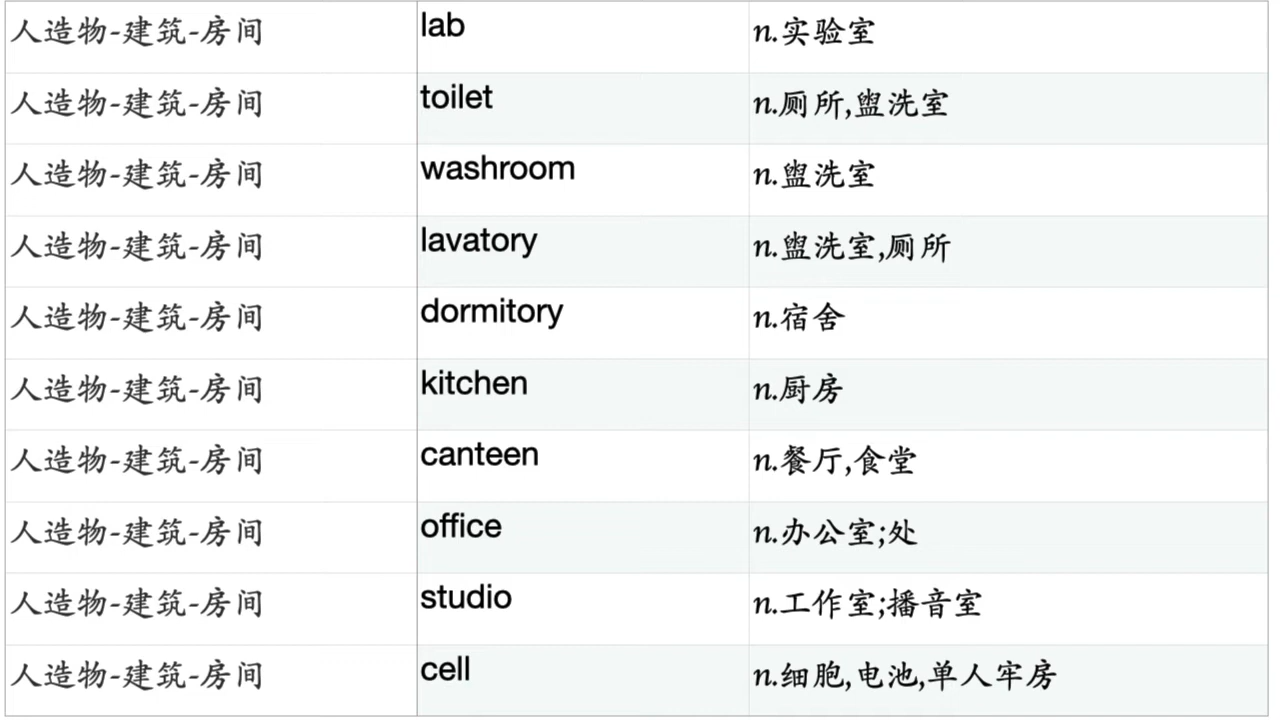 人造物-建筑-房间 lab n.实验室
人造物-建筑-房间 toilet n.厕所,盥洗室
人造物-建筑-房间 washroom n.盥洗室
人造物-建筑-房间 lavatory n.盥洗室,厕所
人造物-建筑-房间 dormitory n.宿舍
人造物-建筑-房间 kitchen n.厨房
人造物-建筑-房间 canteen n.餐厅,食堂
人造物-建筑-房间 office n.办公室;处
人造物-建筑-房间 studio n.工作室;播音室
人造物-建筑-房间 cell n.细胞,电池,单人牢房